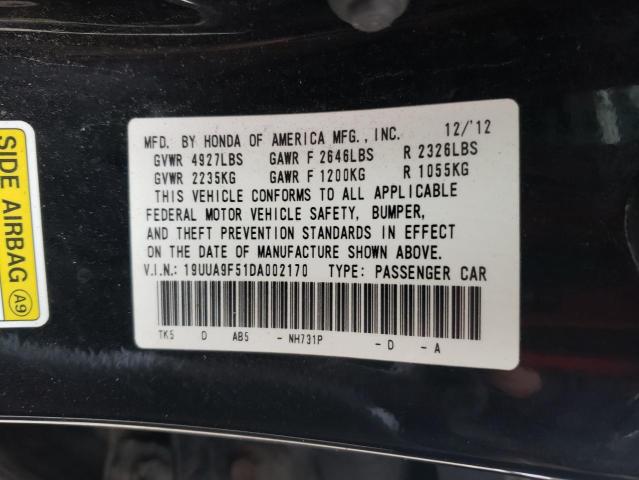 SIDE AIRBAG A9
MFD. BY HONDA OF AMERICA MFG., INC. 12/'12
GVWR 4927LBS GAWR F 2646LBS R 2326LBS
GVWR 2235KG GAWR F 1200KG R 1055KG
THIS VEHICLE CONFORMS TO ALL APPLICABLE
FEDERAL MOTOR VEHICLE SAFETY, BUMPER,
AND THEFT PREVENTION STANDARDS IN EFFECT
ON THE DATE OF MANUFACTURE SHOWN ABOVE.
V.I.N.: 19UUA9F51DA002170 TYPE: PASSENGER CAR
TK5 D AB5 - NH731P - D - A